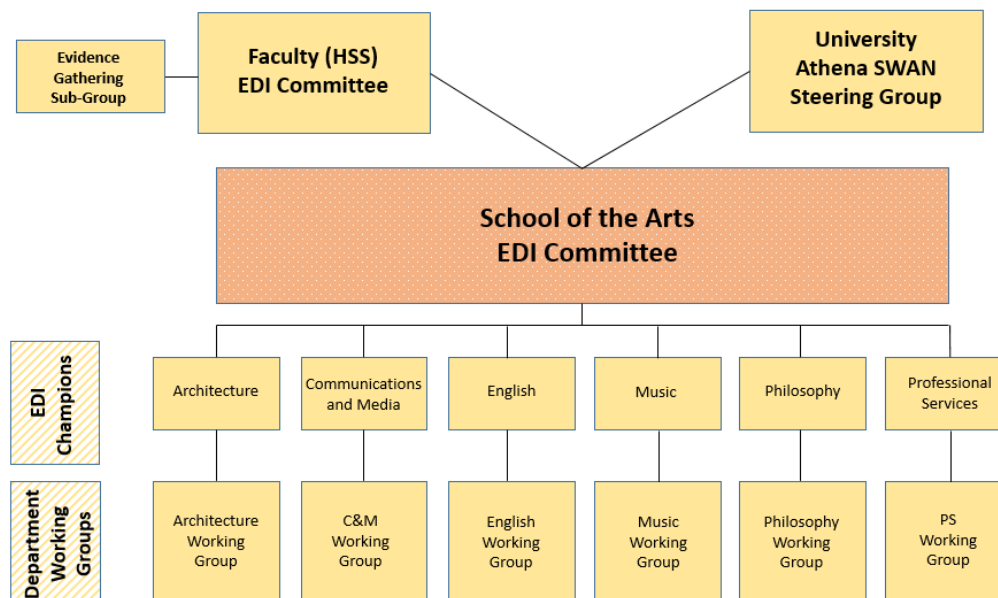 Evidence
Gathering
Sub-Group
Faculty (HSS)
EDI Committee
University
Athena SWAN
Steering Group
School of the Arts
EDI Committee
EDI
Champions
Architecture
Communications
and Media
English
Music
Philosophy
Professional
Services
Department
Working
Groups
Architecture
Working
Group
C&M
Working
Group
English
Working
Group
Music
Working
Group
Philosophy
Working
Group
PS
Working
Group